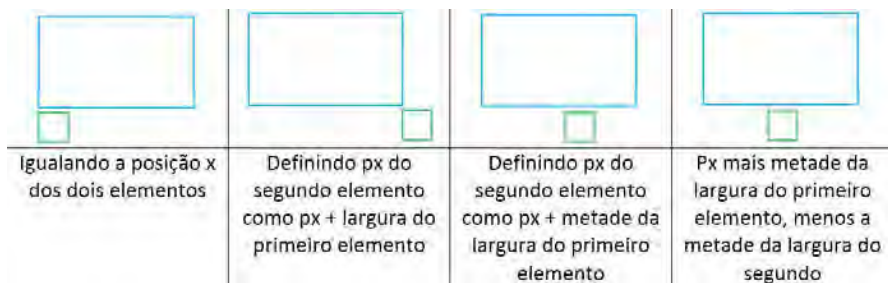 Igualando a posição x
dos dois elementos
Definindo px do
segundo elemento
como px + largura do
primeiro elemento
Definindo px do
segundo elemento
como px + metade da
largura do primeiro
elemento
Px mais metade da
largura do primeiro
elemento, menos a
metade da largura do
segundo